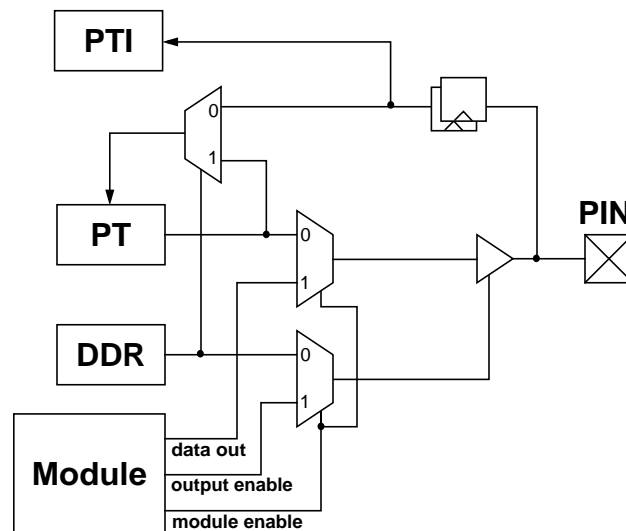 PTI
0
1
PT
PIN
0
1
DDR
0
1
Module
data out
output enable
module enable